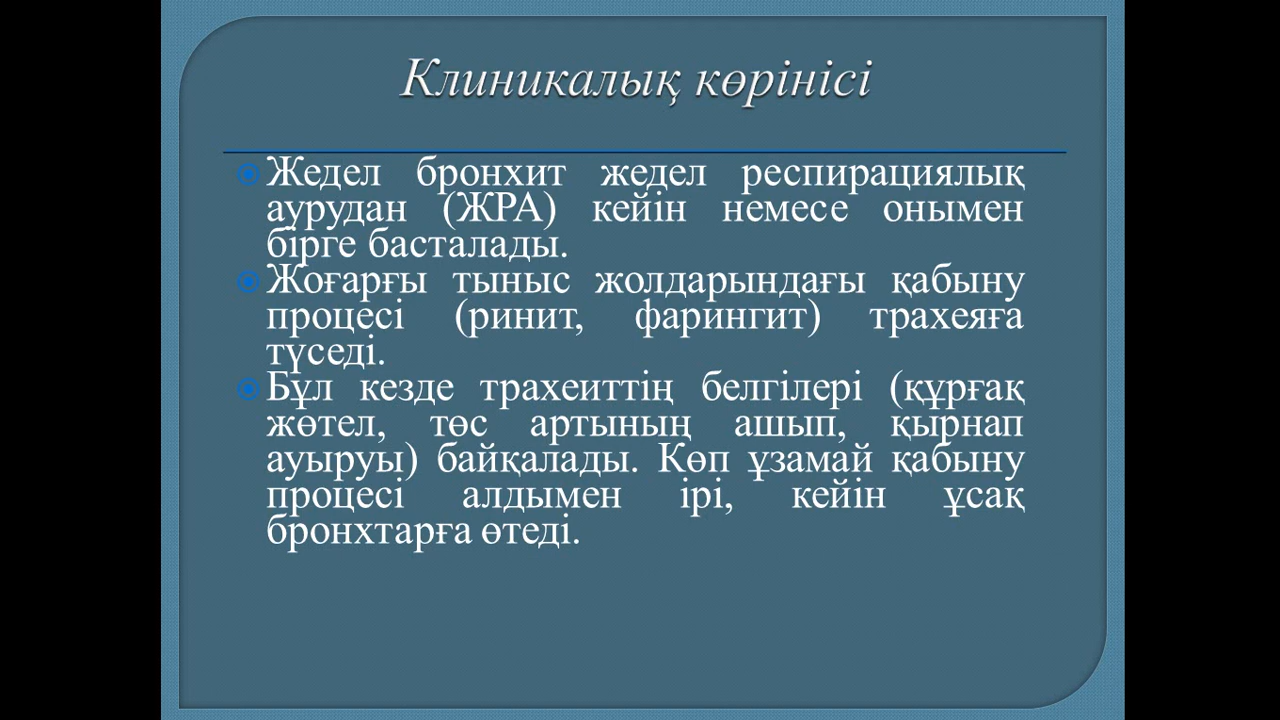 Клиникалық көрінісі
Жедел бронхит жедел респирациялық
аурудан (ЖРА) кейін немесе онымен
бірге басталады.
Жоғарғы тыныс жолдарындағы қабыну
процесі (ринит, фарингит) трахеяға
түседі.
Бұл кезде трахеиттің белгілері (құрғақ
жөтел, төс артының ашып, қырнап
ауыруы) байқалады. Көп ұзамай қабыну
процесі алдымен ірі, кейін ұсақ
бронхтарға өтеді.